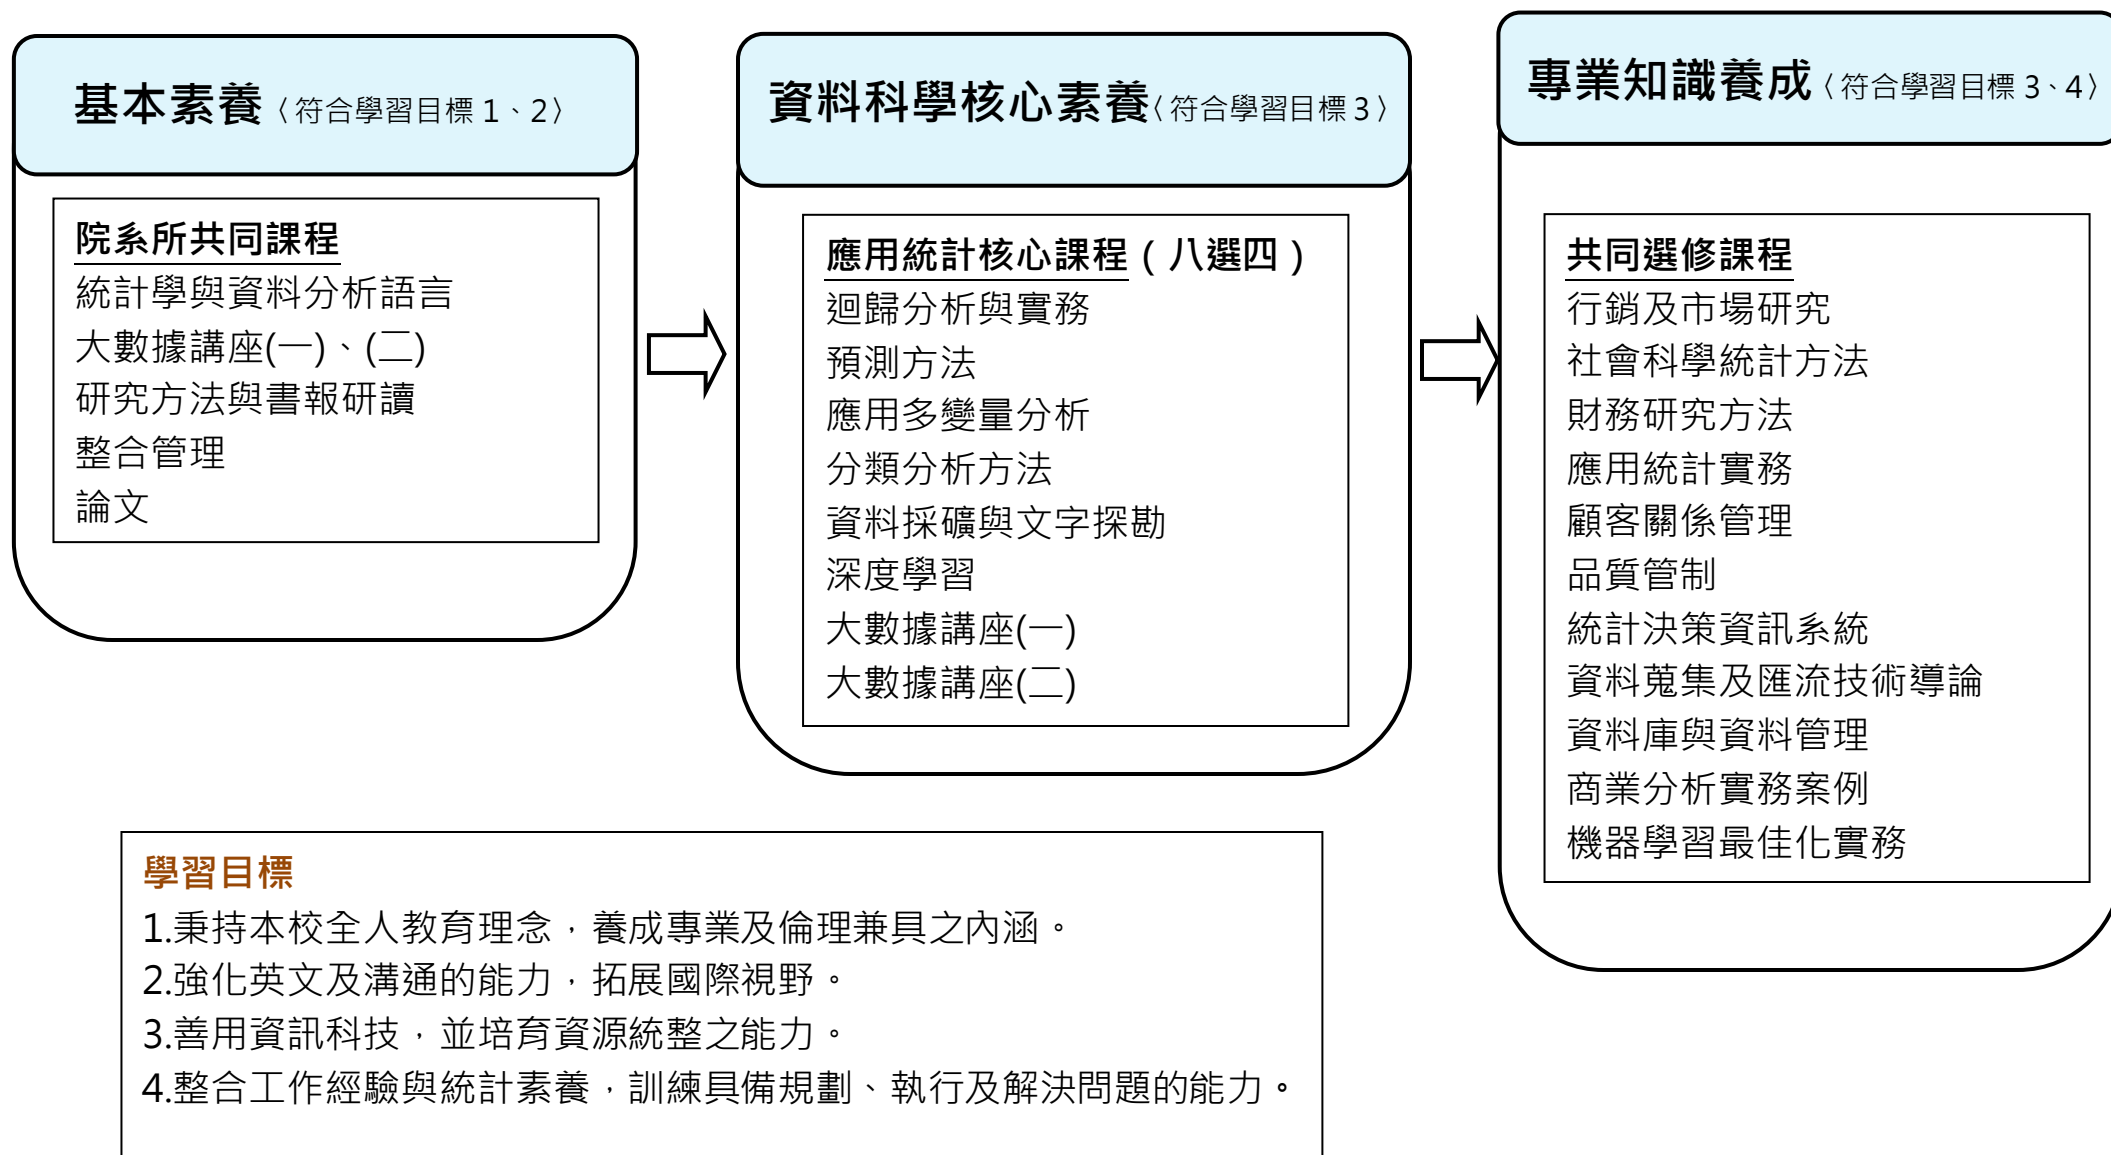 基本素養〈符合學習目標 1、2〉
院系所共同課程
統計學與資料分析語言
大數據講座(一)、(二)
研究方法與書報研讀
整合管理
論文
資料科學核心素養〈符合學習目標 3〉
應用統計核心課程（八選四）
迴歸分析與實務
預測方法
應用多變量分析
分類分析方法
資料採礦與文字探勘
深度學習
大數據講座(一)
大數據講座(二)
專業知識養成〈符合學習目標 3、4〉
共同選修課程
行銷及市場研究
社會科學統計方法
財務研究方法
應用統計實務
顧客關係管理
品質管制
統計決策資訊系統
資料蒐集及匯流技術導論
資料庫與資料管理
商業分析實務案例
機器學習最佳化實務
學習目標
1.秉持本校全人教育理念，養成專業及倫理兼具之內涵。
2.強化英文及溝通的能力，拓展國際視野。
3.善用資訊科技，並培育資源統整之能力。
4.整合工作經驗與統計素養，訓練具備規劃、執行及解決問題的能力。